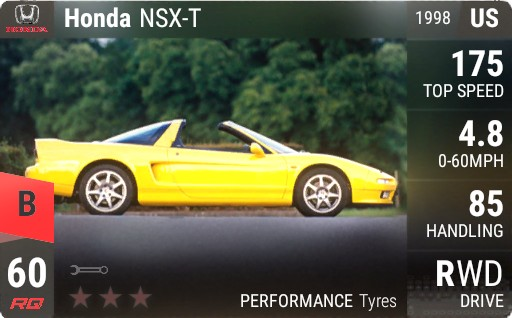 HONDA
Honda NSX-T
1998 US
175
TOP SPEED
4.8
0-60MPH
85
HANDLING
RWD
DRIVE
B
60
RQ
PERFORMANCE Tyres